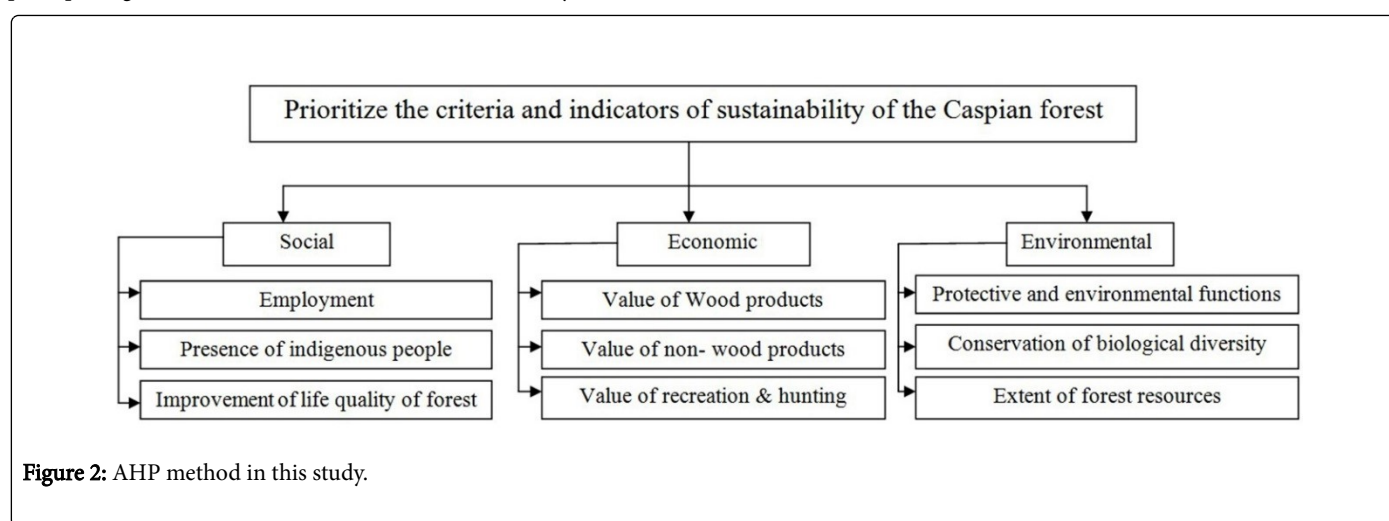 Prioritize the criteria and indicators of sustainability of the Caspian forest
Social
Employment
Presence of indigenous people
Improvement of life quality of forest
Economic
Value of Wood products
Value of non- wood products
Value of recreation & hunting
Environmental
Protective and environmental functions
Conservation of biological diversity
Extent of forest resources
Figure 2: AHP method in this study.